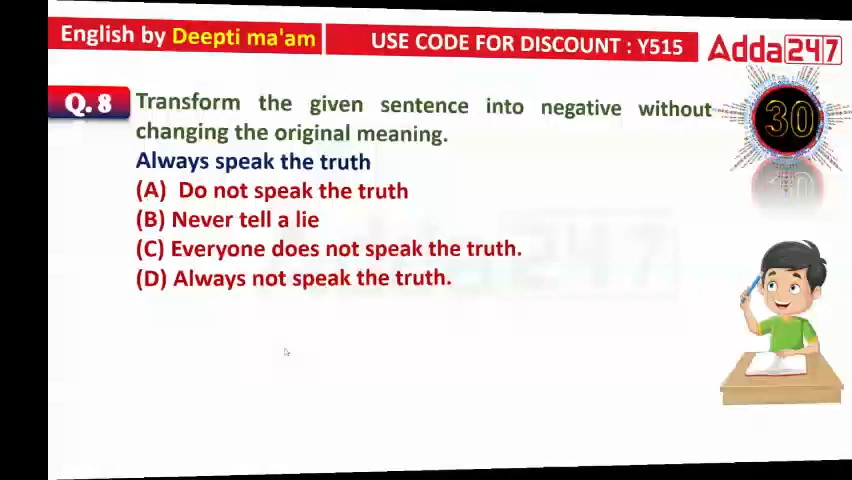 English by Deepti ma'am
USE CODE FOR DISCOUNT : Y515
Adda247
Q. 8
Transform the given sentence into negative without
changing the original meaning.
30
Always speak the truth
(A) Do not speak the truth
(B) Never tell a lie
(C) Everyone does not speak the truth.
(D) Always not speak the truth.